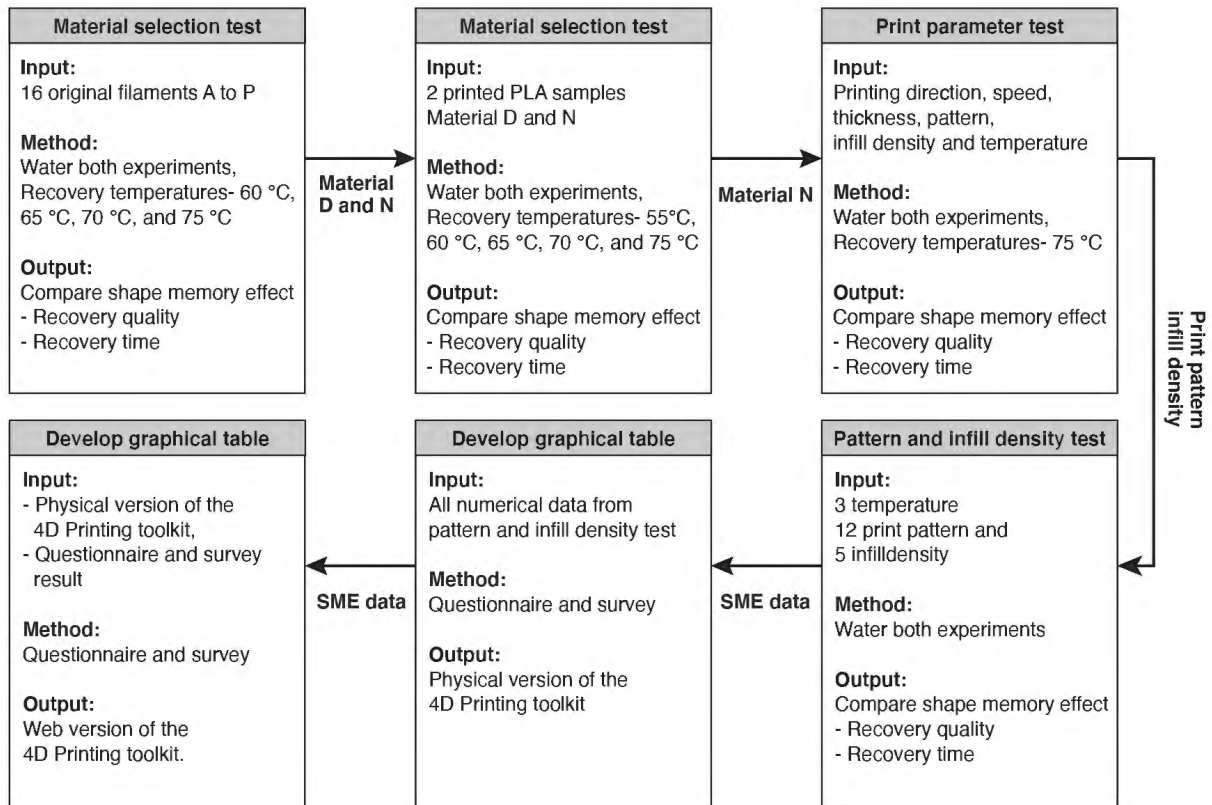 Material selection test
Input:
16 original filaments A to P
Method:
Water both experiments,
Recovery temperatures- 60 °C,
65 °C, 70 °C, and 75 °C
Output:
Compare shape memory effect
- Recovery quality
- Recovery time
Material
D and N
Material selection test
Input:
2 printed PLA samples
Material D and N
Method:
Water both experiments,
Recovery temperatures- 55°C,
60 °C, 65 °C, 70 °C, and 75 °C
Output:
Compare shape memory effect
- Recovery quality
- Recovery time
Material N
Print parameter test
Input:
Printing direction, speed,
thickness, pattern,
infill density and temperature
Method:
Water both experiments,
Recovery temperatures- 75 °C
Output:
Compare shape memory effect
- Recovery quality
- Recovery time
Print pattern
infill density
Pattern and infill density test
Input:
3 temperature
12 print pattern and
5 infilldensity
Method:
Water both experiments
Output:
Compare shape memory effect
- Recovery quality
- Recovery time
SME data
Develop graphical table
Input:
All numerical data from
pattern and infill density test
Method:
Questionnaire and survey
Output:
Physical version of the
4D Printing toolkit
SME data
Develop graphical table
Input:
- Physical version of the
4D Printing toolkit,
- Questionnaire and survey
result
Method:
Questionnaire and survey
Output:
Web version of the
4D Printing toolkit.